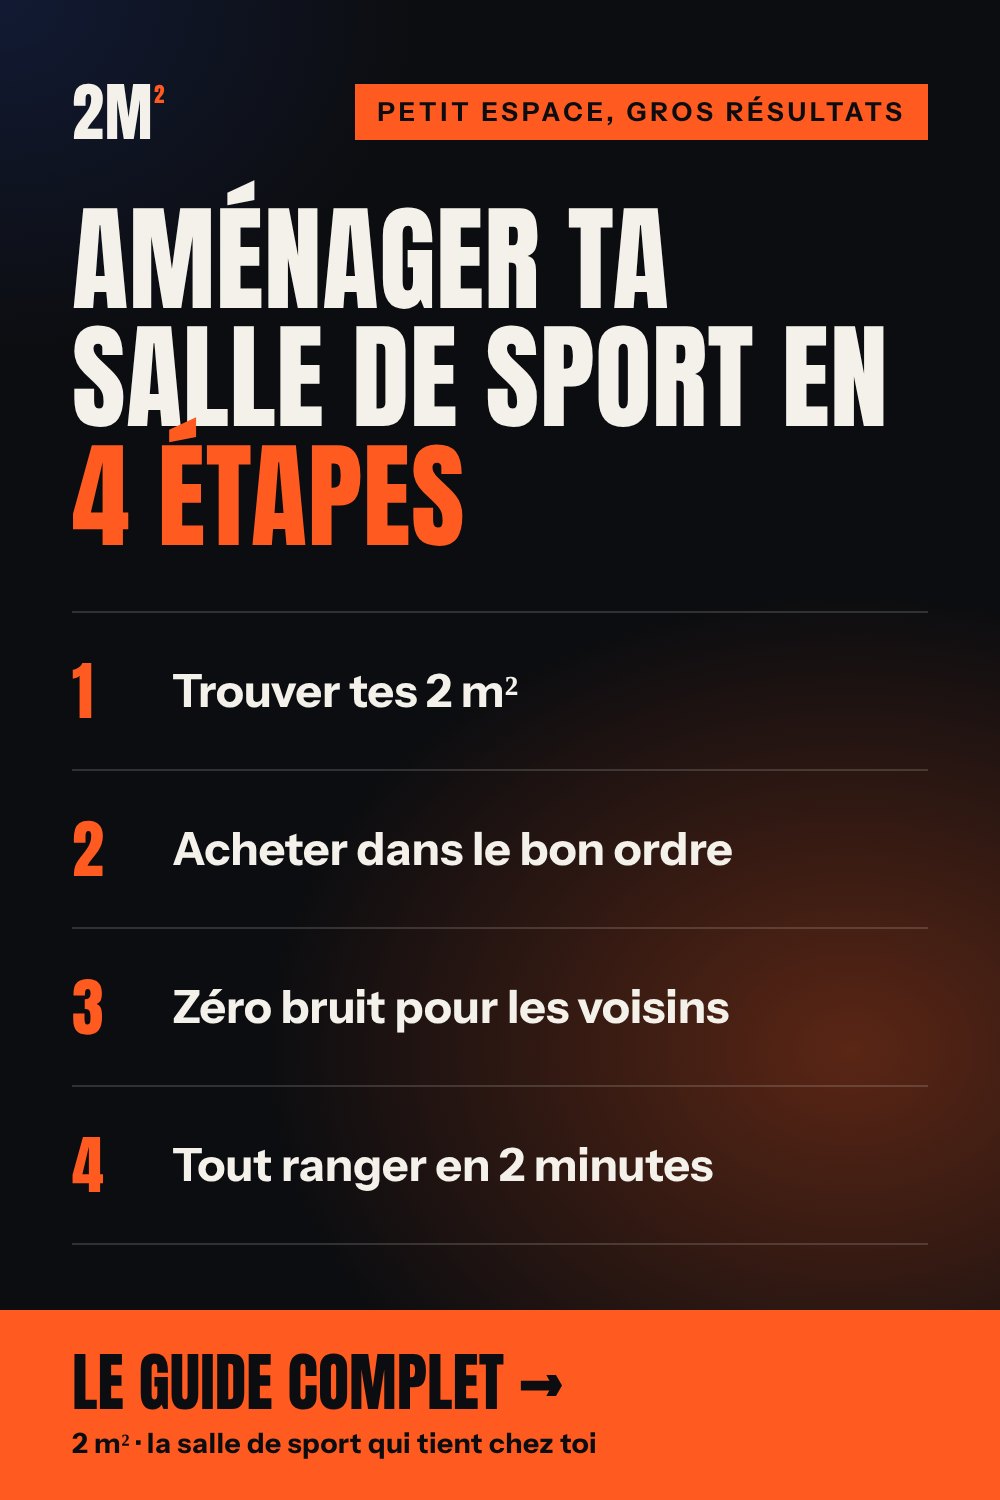 2M²
PETIT ESPACE, GROS RÉSULTATS
AMÉNAGER TA
SALLE DE SPORT EN
4 ÉTAPES
1 Trouver tes 2 m²
2 Acheter dans le bon ordre
3 Zéro bruit pour les voisins
4 Tout ranger en 2 minutes
LE GUIDE COMPLET →
2 m² · la salle de sport qui tient chez toi